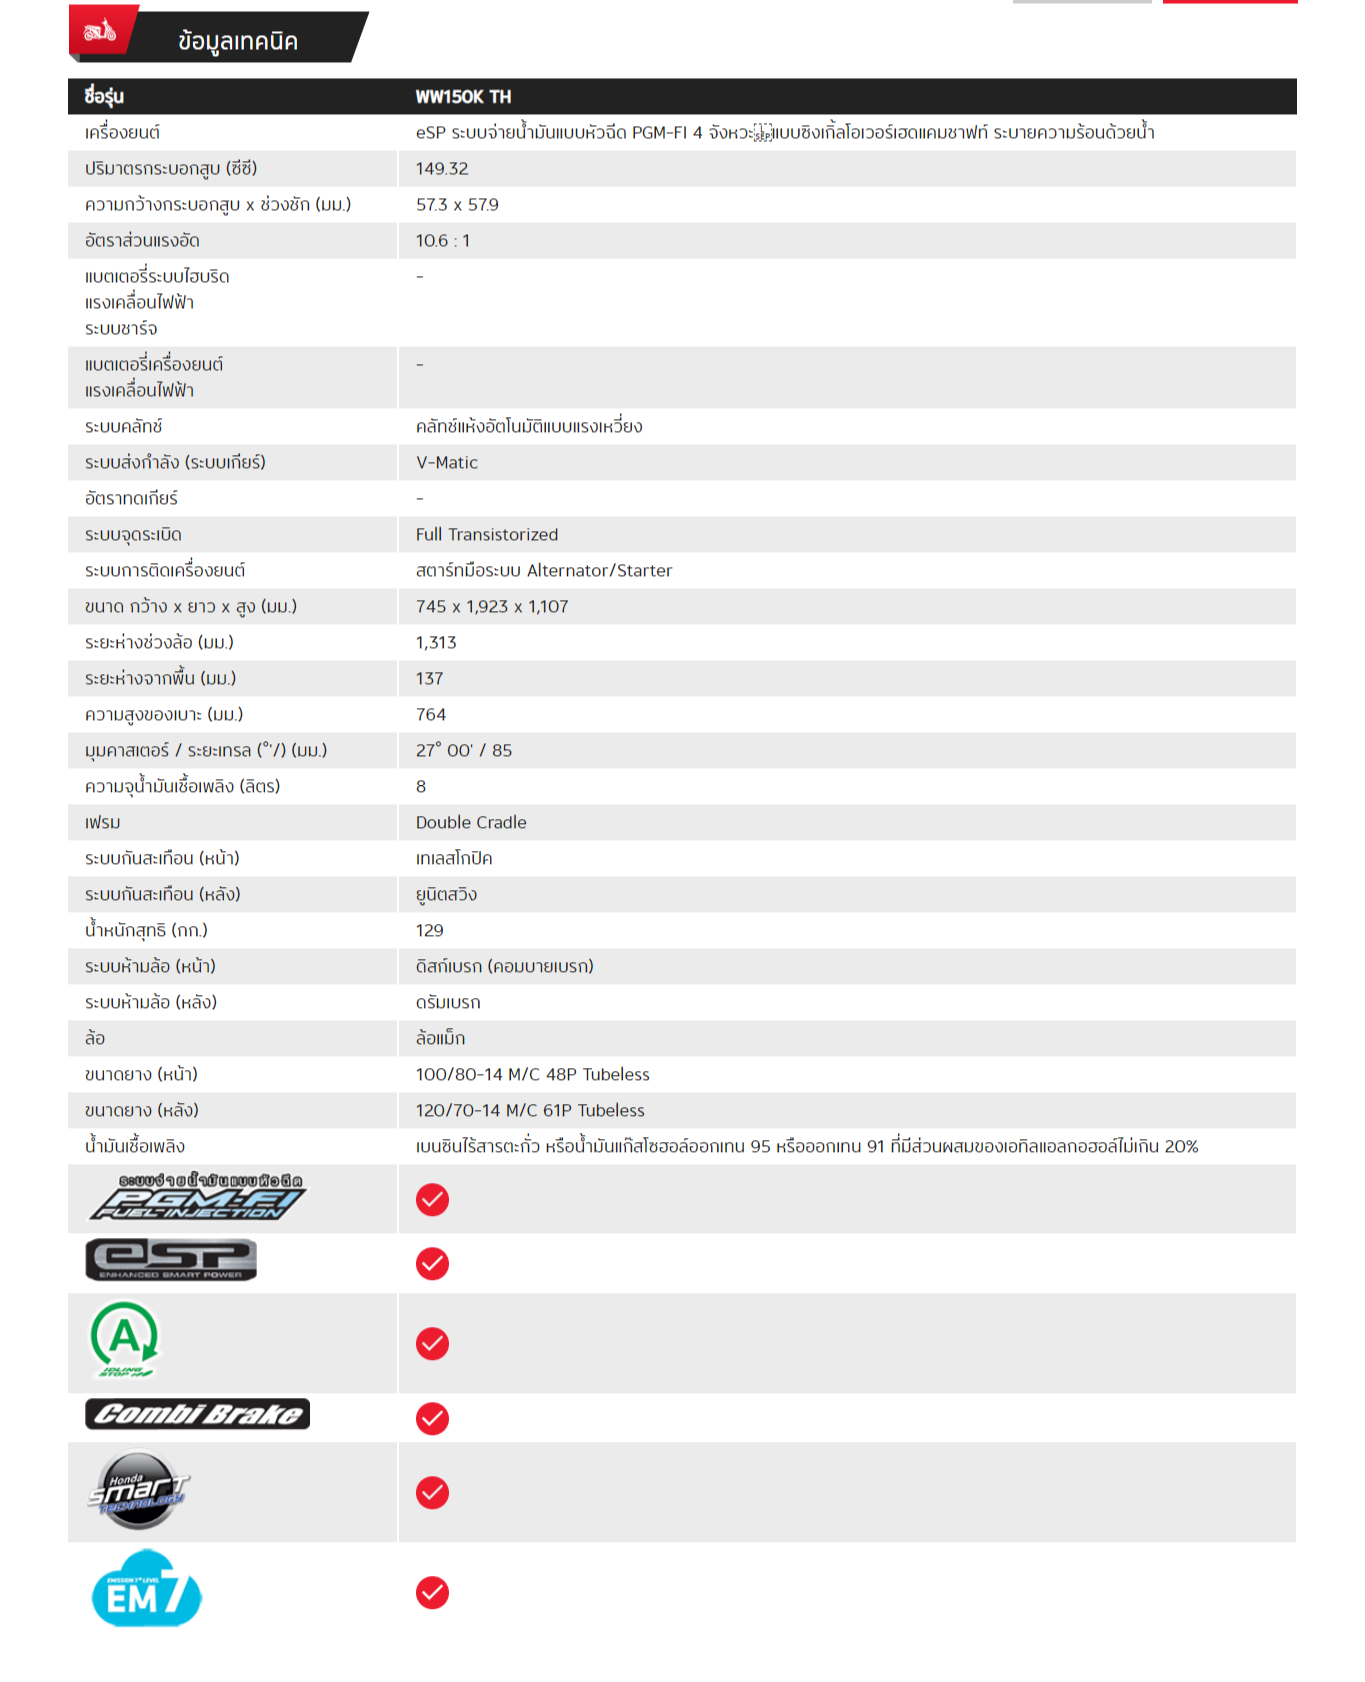 ข้อมูลเทคนิค
ชื่อรุ่น WW150K TH
เครื่องยนต์ eSP ระบบจ่ายน้ำมันแบบหัวฉีด PGM-FI 4 จังหวะ SEP แบบซิงเกิ้ลโอเวอร์เฮดแคมชาฟท์ ระบายความร้อนด้วยน้ำ
ปริมาตรกระบอกสูบ (ซีซี) 149.32
ความกว้างกระบอกสูบ x ช่วงชัก (มม.) 57.3 x 57.9
อัตราส่วนแรงอัด 10.6 : 1
แบตเตอรี่ระบบไฮบริด -
แรงเคลื่อนไฟฟ้า
ระบบชาร์จ
แบตเตอรี่เครื่องยนต์ -
แรงเคลื่อนไฟฟ้า
ระบบคลัทช์ คลัทช์แห้งอัตโนมัติแบบแรงเหวี่ยง
ระบบส่งกำลัง (ระบบเกียร์) V-Matic
อัตราทดเกียร์ -
ระบบจุดระเบิด Full Transistorized
ระบบการติดเครื่องยนต์ สตาร์ทมือระบบ Alternator/Starter
ขนาด กว้าง x ยาว x สูง (มม.) 745 x 1,923 x 1,107
ระยะห่างช่วงล้อ (มม.) 1,313
ระยะห่างจากพื้น (มม.) 137
ความสูงของเบาะ (มม.) 764
มุมคาสเตอร์ / ระยะเทรล (°'/) (มม.) 27° 00' / 85
ความจุน้ำมันเชื้อเพลิง (ลิตร) 8
เฟรม Double Cradle
ระบบกันสะเทือน (หน้า) เทเลสโกปิค
ระบบกันสะเทือน (หลัง) ยูนิตสวิง
น้ำหนักสุทธิ (กก.) 129
ระบบห้ามล้อ (หน้า) ดิสก์เบรก (คอมบายเบรก)
ระบบห้ามล้อ (หลัง) ดรัมเบรก
ล้อ ล้อแม็ก
ขนาดยาง (หน้า) 100/80-14 M/C 48P Tubeless
ขนาดยาง (หลัง) 120/70-14 M/C 61P Tubeless
น้ำมันเชื้อเพลิง เบนซินไร้สารตะกั่ว หรือน้ำมันแก๊สโซฮอล์ออกเทน 95 หรือออกเทน 91 ที่มีส่วนผสมของเอทิลแอลกอฮอล์ไม่เกิน 20%
ระบบจ่ายน้ำมันแบบหัวฉีด
PGM-FI
FUEL INJECTION
eSP
ENHANCED SMART POWER
A
IDLING
STOP
Combi Brake
Honda
smart
TECHNOLOGY
EMISSION 7th LEVEL
EM7